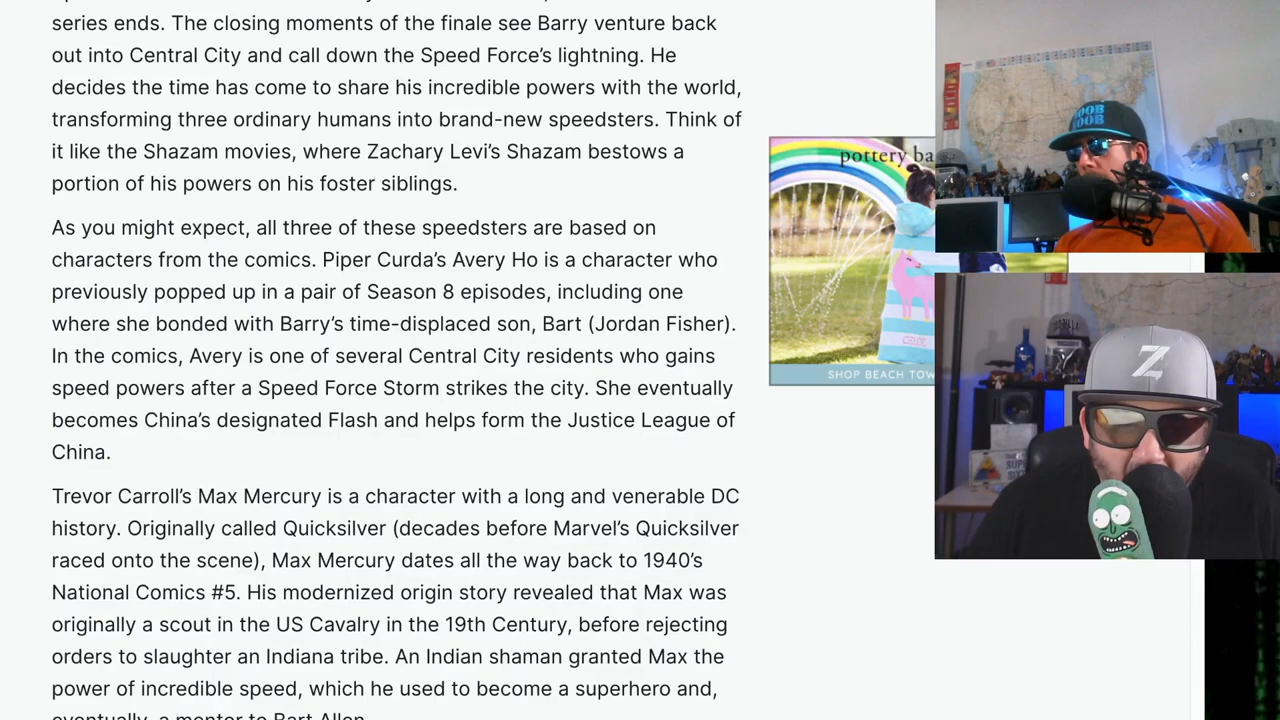 series ends. The closing moments of the finale see Barry venture back
out into Central City and call down the Speed Force’s lightning. He
decides the time has come to share his incredible powers with the world,
transforming three ordinary humans into brand-new speedsters. Think of
it like the Shazam movies, where Zachary Levi’s Shazam bestows a
portion of his powers on his foster siblings.
As you might expect, all three of these speedsters are based on
characters from the comics. Piper Curda’s Avery Ho is a character who
previously popped up in a pair of Season 8 episodes, including one
where she bonded with Barry’s time-displaced son, Bart (Jordan Fisher).
In the comics, Avery is one of several Central City residents who gains
speed powers after a Speed Force Storm strikes the city. She eventually
becomes China’s designated Flash and helps form the Justice League of
China.
Trevor Carroll’s Max Mercury is a character with a long and venerable DC
history. Originally called Quicksilver (decades before Marvel’s Quicksilver
raced onto the scene), Max Mercury dates all the way back to 1940’s
National Comics #5. His modernized origin story revealed that Max was
originally a scout in the US Cavalry in the 19th Century, before rejecting
orders to slaughter an Indiana tribe. An Indian shaman granted Max the
power of incredible speed, which he used to become a superhero and,
eventually, a mentor to Bart Allen.
pottery ba
SHOP BEACH TOW
NOOB
NOOB
Z